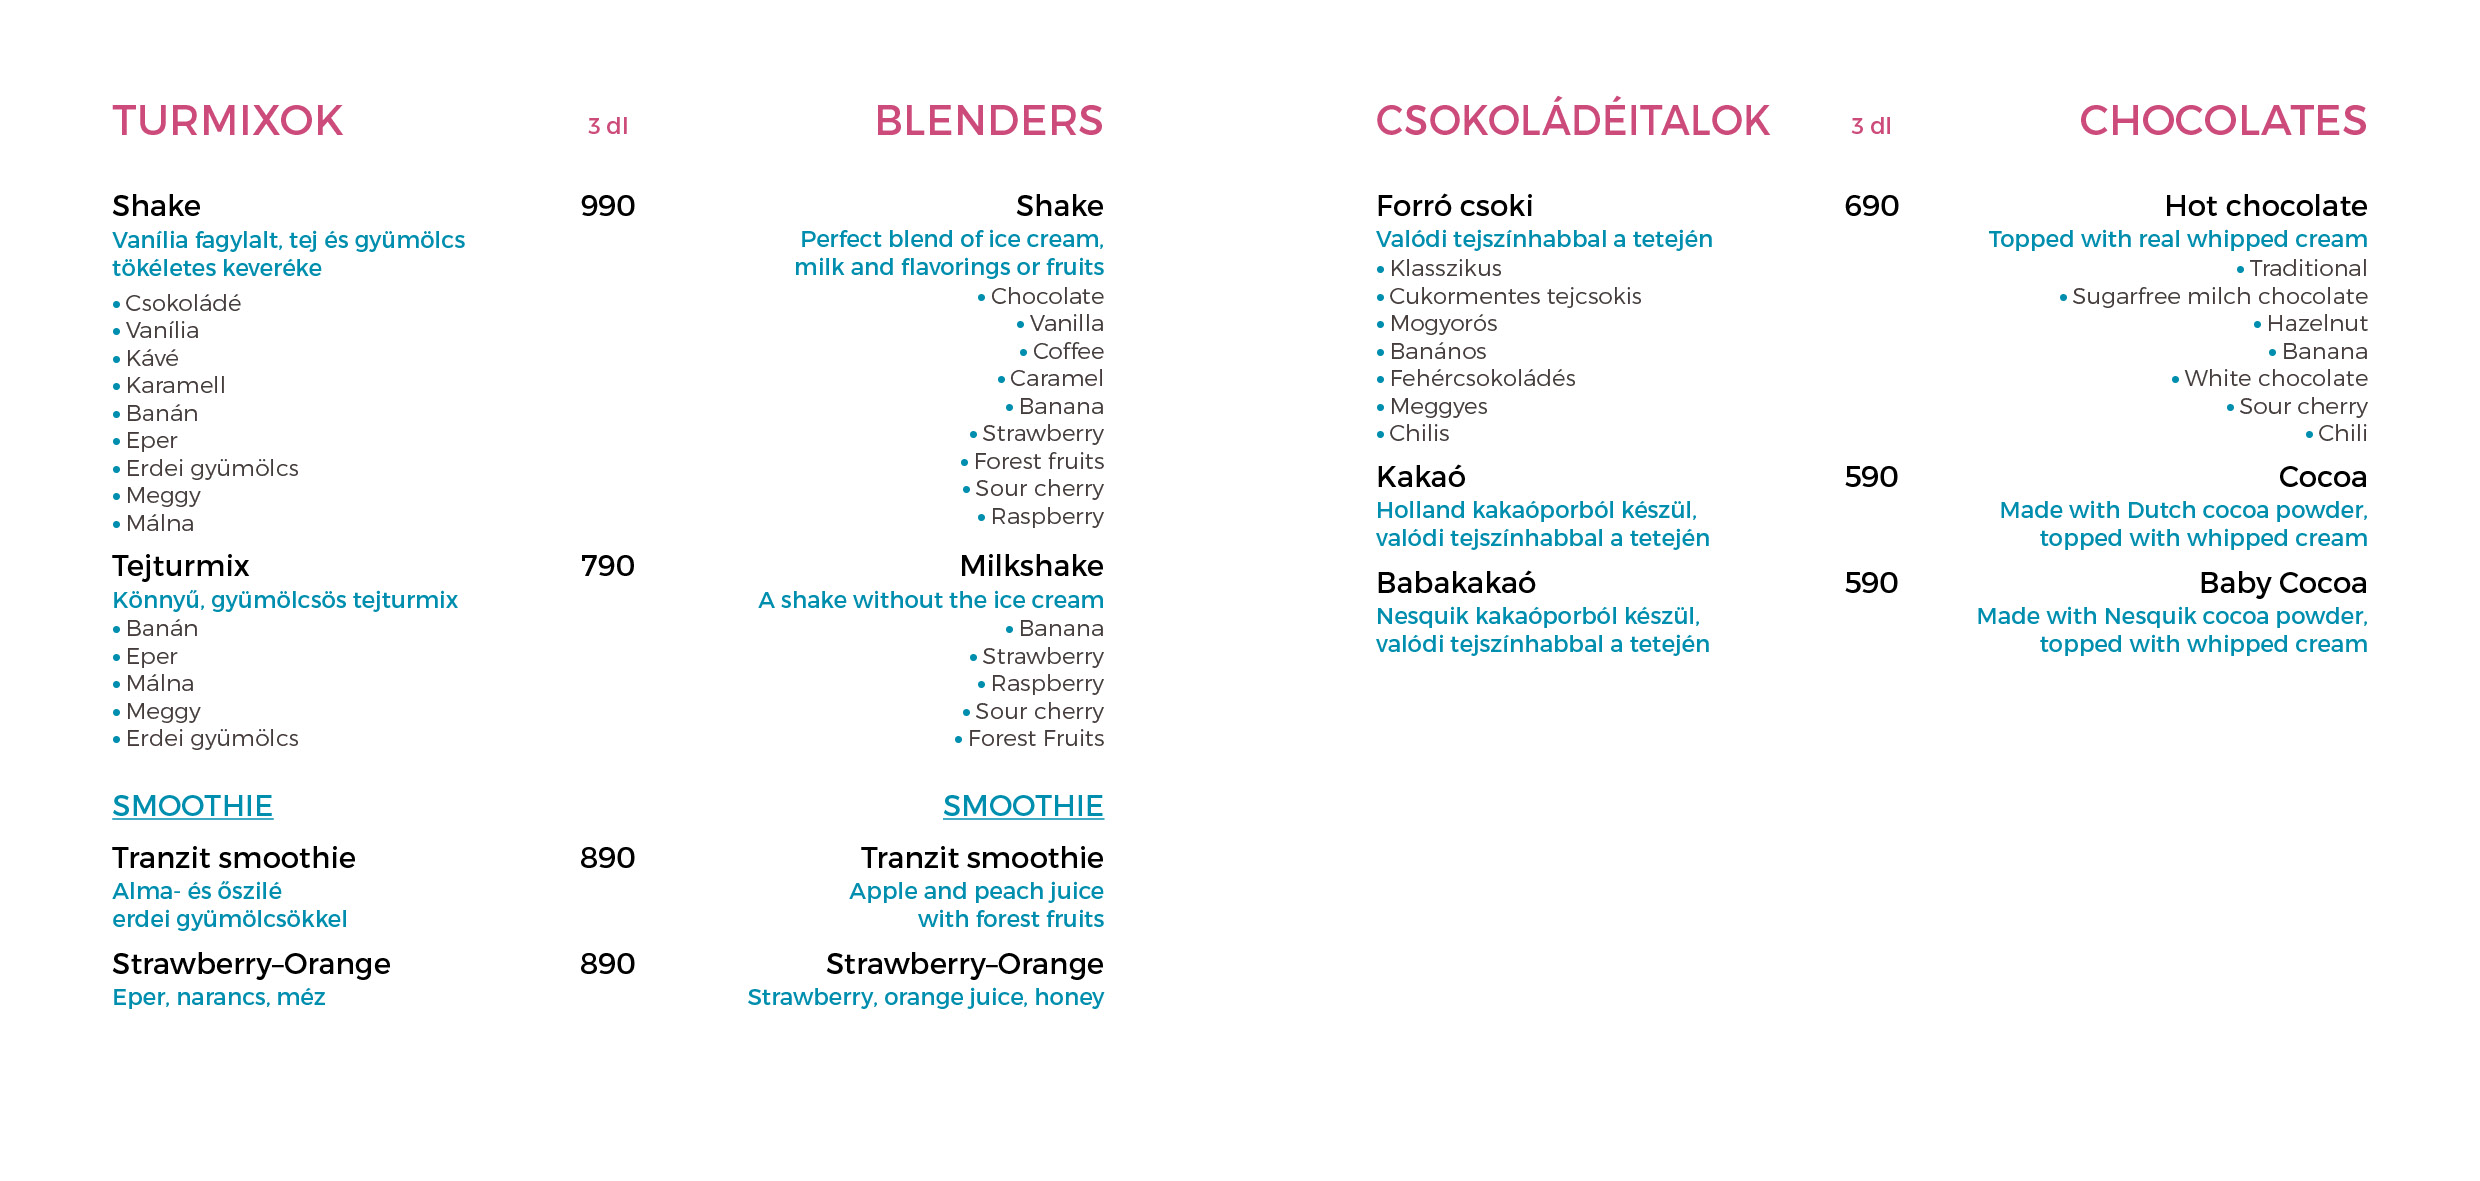 TURMIXOK 3 dl BLENDERS
Shake 990 Shake
Vanília fagylalt, tej és gyümölcs
tökéletes keveréke
Perfect blend of ice cream,
milk and flavorings or fruits
• Csokoládé
• Vanília
• Kávé
• Karamell
• Banán
• Eper
• Erdei gyümölcs
• Meggy
• Málna
• Chocolate
• Vanilla
• Coffee
• Caramel
• Banana
• Strawberry
• Forest fruits
• Sour cherry
• Raspberry
Tejturmix 790 Milkshake
Könnyű, gyümölcsös tejturmix
A shake without the ice cream
• Banán
• Eper
• Málna
• Meggy
• Erdei gyümölcs
• Banana
• Strawberry
• Raspberry
• Sour cherry
• Forest Fruits
SMOOTHIE SMOOTHIE
Tranzit smoothie 890 Tranzit smoothie
Alma- és őszilé
erdei gyümölcsökkel
Apple and peach juice
with forest fruits
Strawberry–Orange 890 Strawberry–Orange
Eper, narancs, méz
Strawberry, orange juice, honey
CSOKOLÁDÉITALOK 3 dl CHOCOLATES
Forró csoki 690 Hot chocolate
Valódi tejszínhabbal a tetején
Topped with real whipped cream
• Klasszikus
• Cukormentes tejcsokis
• Mogyorós
• Banános
• Fehércsokoládés
• Meggyes
• Chilis
• Traditional
• Sugarfree milch chocolate
• Hazelnut
• Banana
• White chocolate
• Sour cherry
• Chili
Kakaó 590 Cocoa
Holland kakaóporból készül,
valódi tejszínhabbal a tetején
Made with Dutch cocoa powder,
topped with whipped cream
Babakakaó 590 Baby Cocoa
Nesquik kakaóporból készül,
valódi tejszínhabbal a tetején
Made with Nesquik cocoa powder,
topped with whipped cream